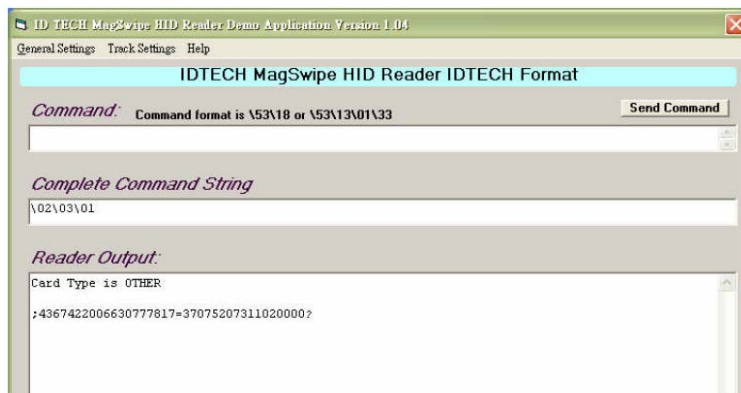 ID TECH MagSwipe HID Reader Demo Application Version 1.04
General Settings Track Settings Help
IDTECH MagSwipe HID Reader IDTECH Format
Command: Command format is \53\18 or \53\13\01\33 Send Command
Complete Command String
\02\03\01
Reader Output:
Card Type is OTHER
;4367422006630777817=37075207311020000?